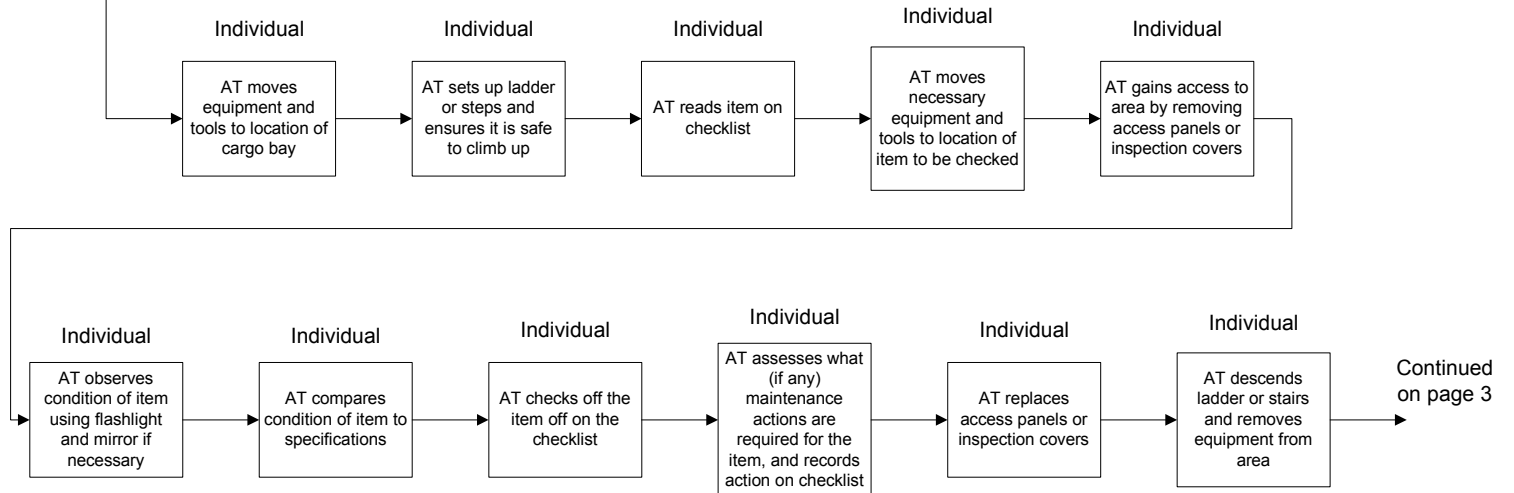 Individual
AT moves
equipment and
tools to location of
cargo bay
Individual
AT sets up ladder
or steps and
ensures it is safe
to climb up
Individual
AT reads item on
checklist
Individual
AT moves
necessary
equipment and
tools to location of
item to be checked
Individual
AT gains access to
area by removing
access panels or
inspection covers
Individual
AT observes
condition of item
using flashlight
and mirror if
necessary
Individual
AT compares
condition of item to
specifications
Individual
AT checks off the
item off on the
checklist
Individual
AT assesses what
(if any)
maintenance
actions are
required for the
item, and records
action on checklist
Individual
AT replaces
access panels or
inspection covers
Individual
AT descends
ladder or stairs
and removes
equipment from
area
Continued
on page 3